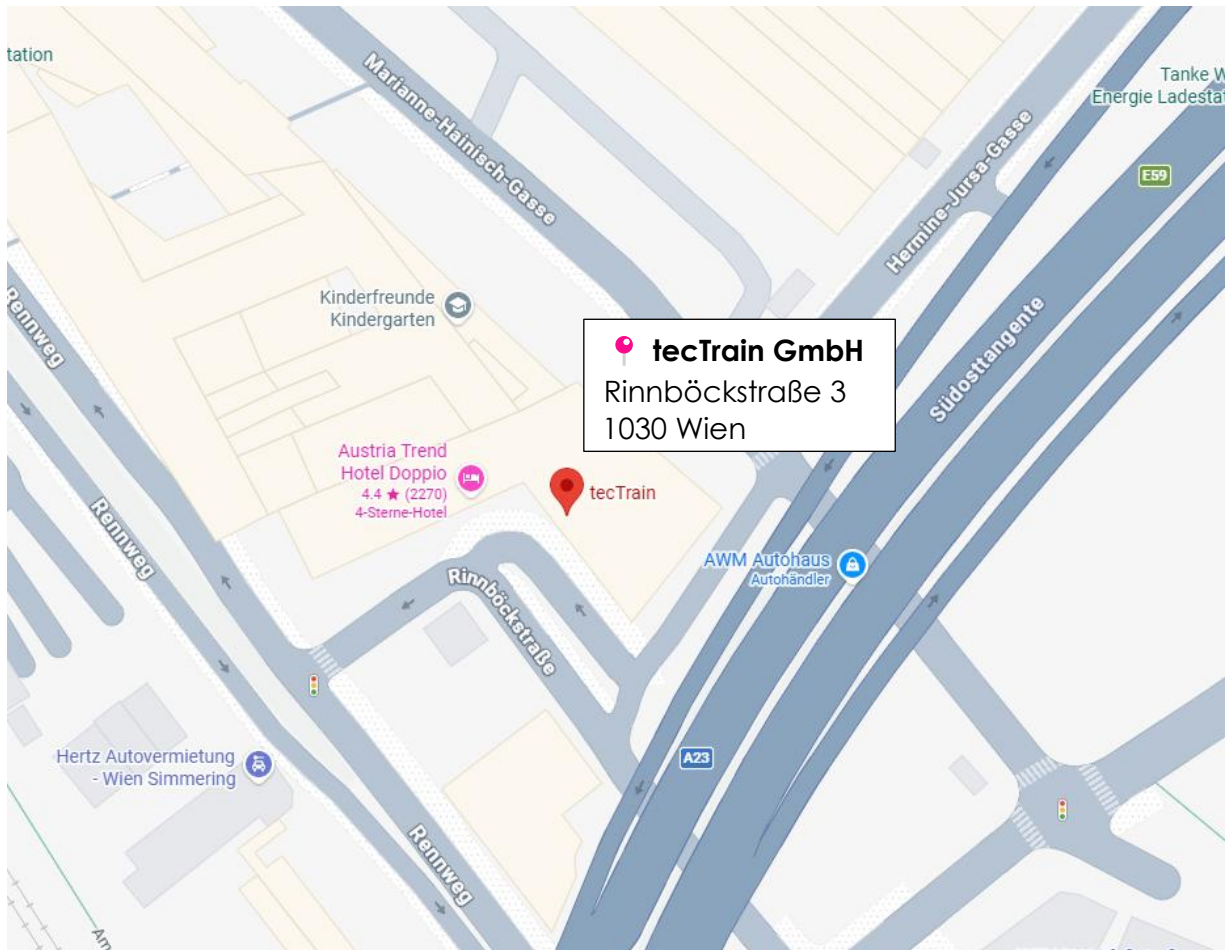 tation
Marianne-Hainisch-Gasse
Tanke W
Energie Ladestat
E59
Hermine-Jursa-Gasse
Rennweg
Kinderfreunde
Kindergarten
tecTrain GmbH
Rinnböckstraße 3
1030 Wien
Südosttangente
Austria Trend
Hotel Doppio
4.4 ★ (2270)
4-Sterne-Hotel
tecTrain
Rennweg
AWM Autohaus
Autohändler
Rinnböckstraße
Hertz Autovermietung
- Wien Simmering
A23
Rennweg
Am